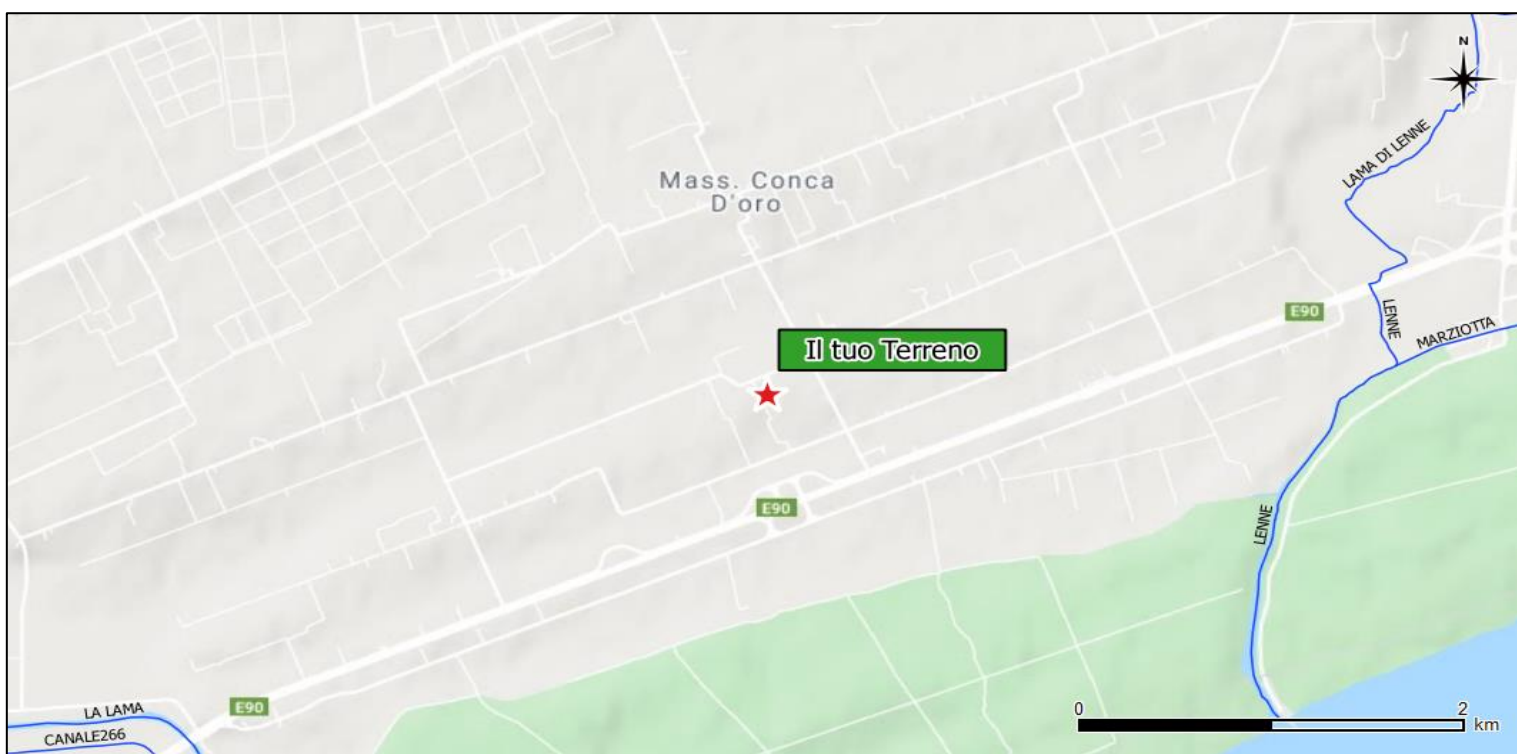 N
LAMA DI LENNE
Mass. Conca
D'oro
E90
LENNE
MARZIOTTA
Il tuo Terreno
E90
LENNE
E90
LA LAMA
CANALE266
0 2
km